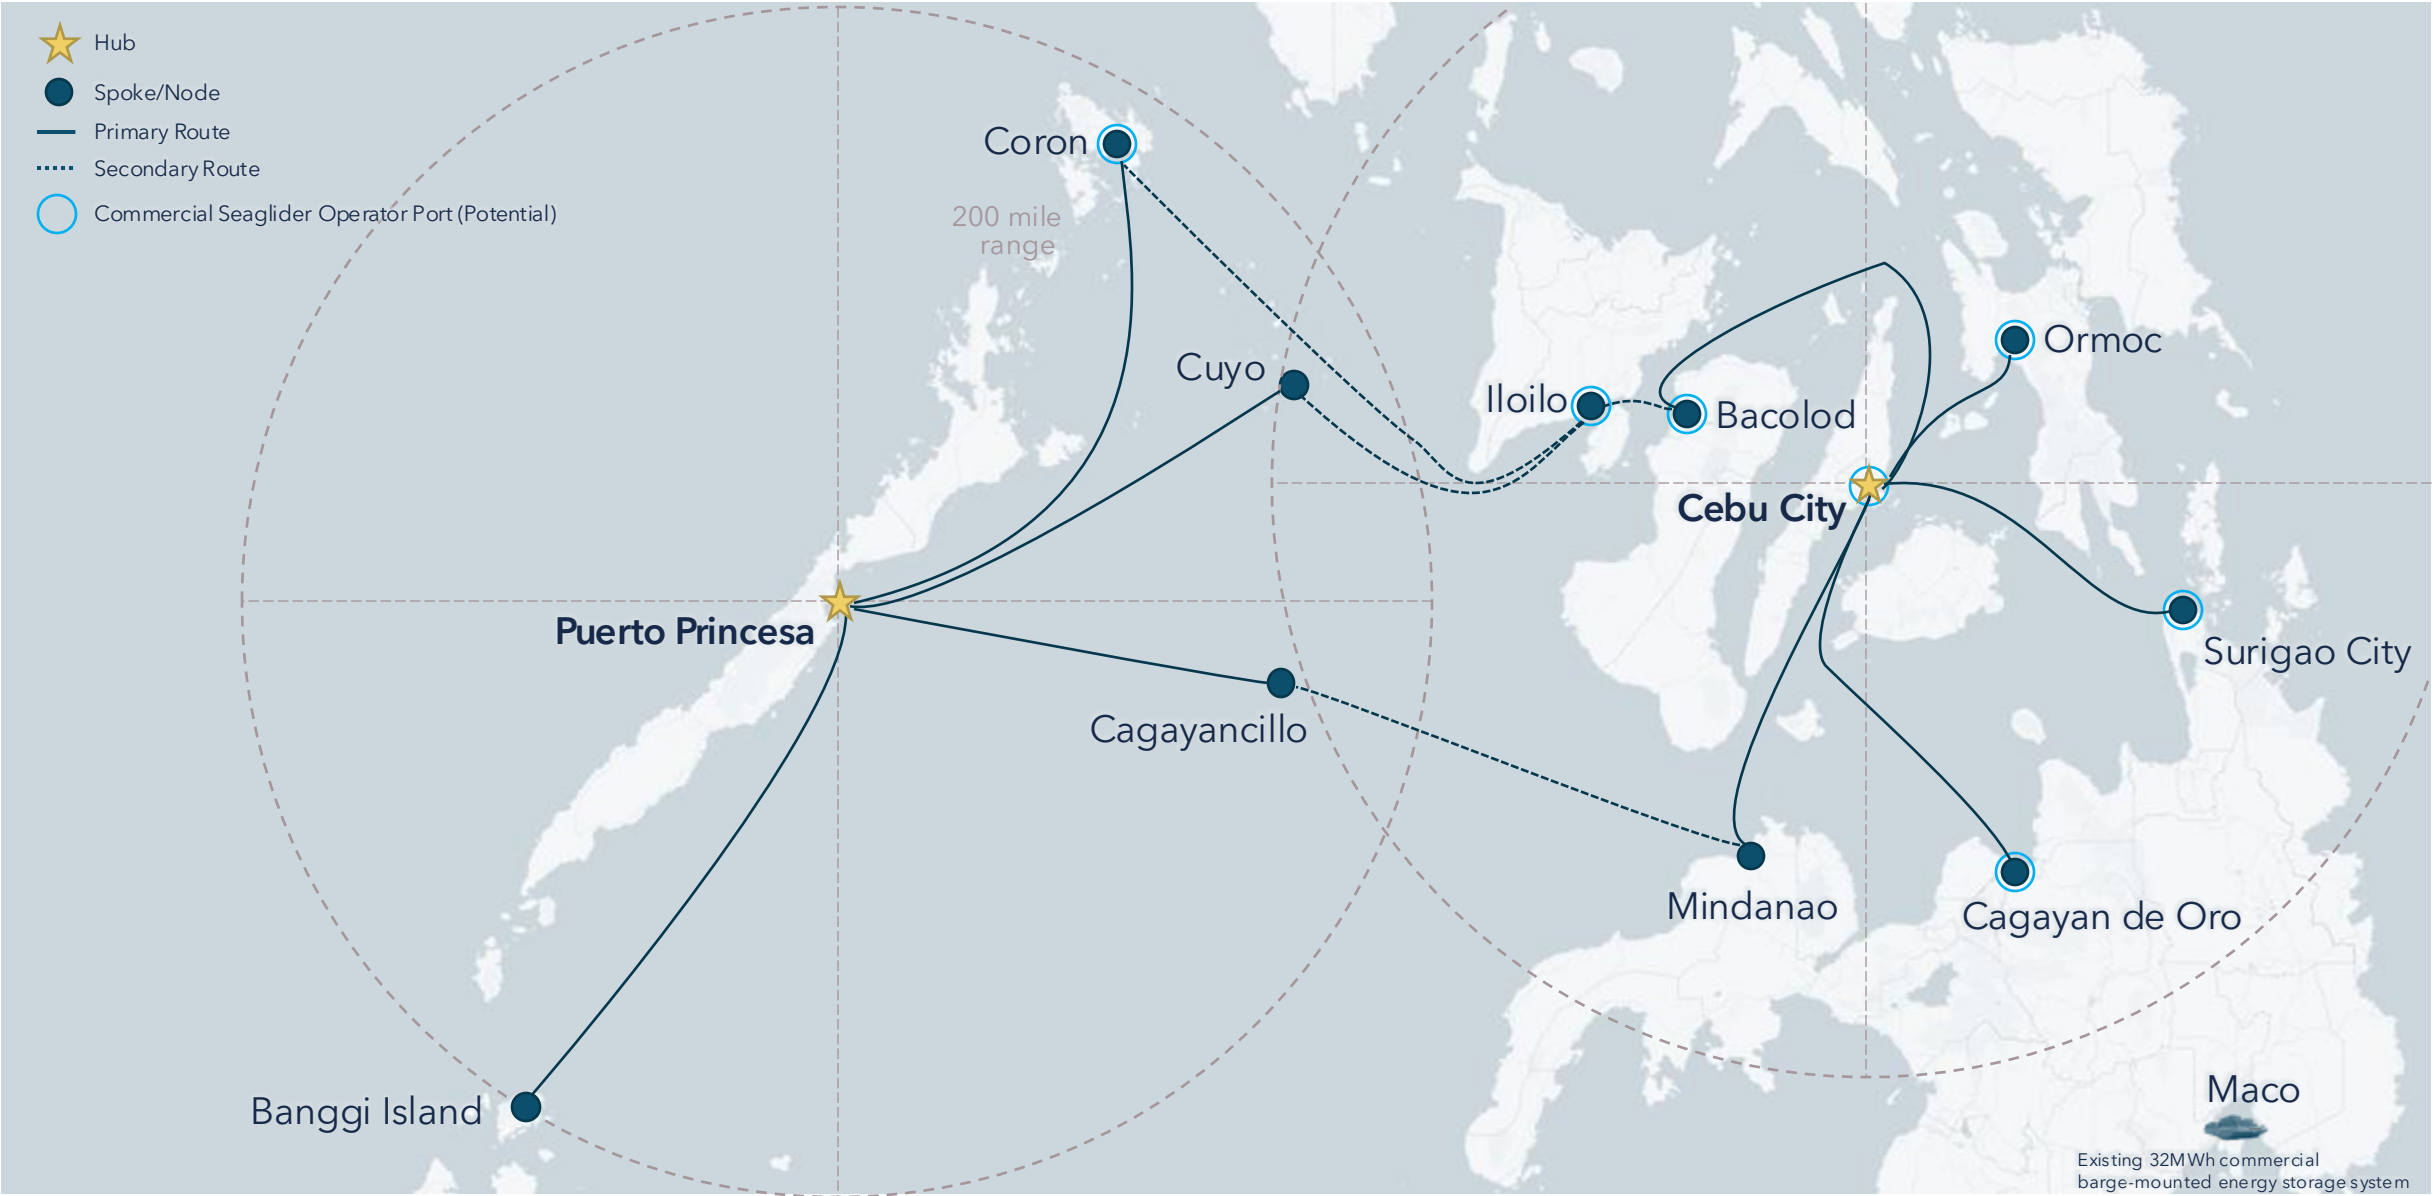 Hub
Spoke/Node
Primary Route
Secondary Route
Commercial Seaglider Operator Port (Potential)
Coron
200 mile
range
Cuyo
Iloilo
Bacolod
Ormoc
Cebu City
Puerto Princesa
Surigao City
Cagayancillo
Mindanao
Cagayan de Oro
Banggi Island
Maco
Existing 32MWh commercial
barge-mounted energy storage system